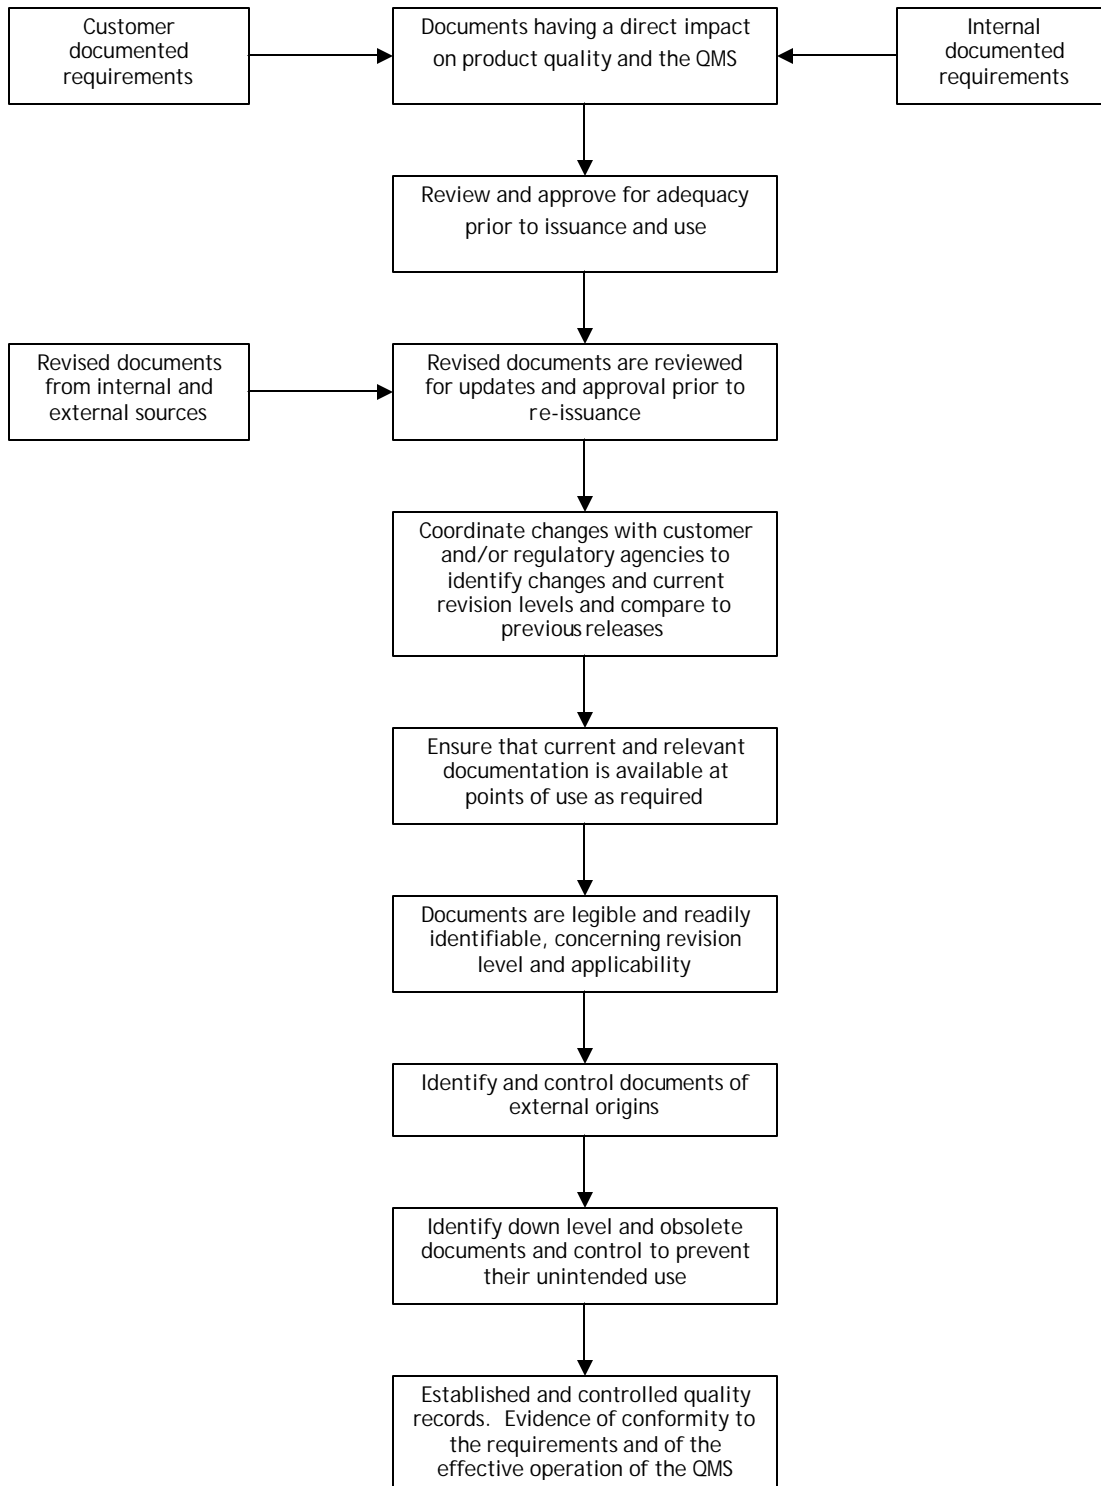 Customer
documented
requirements
Documents having a direct impact
on product quality and the QMS
Internal
documented
requirements
Review and approve for adequacy
prior to issuance and use
Revised documents
from internal and
external sources
Revised documents are reviewed
for updates and approval prior to
re-issuance
Coordinate changes with customer
and/or regulatory agencies to
identify changes and current
revision levels and compare to
previous releases
Ensure that current and relevant
documentation is available at
points of use as required
Documents are legible and readily
identifiable, concerning revision
level and applicability
Identify and control documents of
external origins
Identify down level and obsolete
documents and control to prevent
their unintended use
Established and controlled quality
records.  Evidence of conformity to
the requirements and of the
effective operation of the QMS